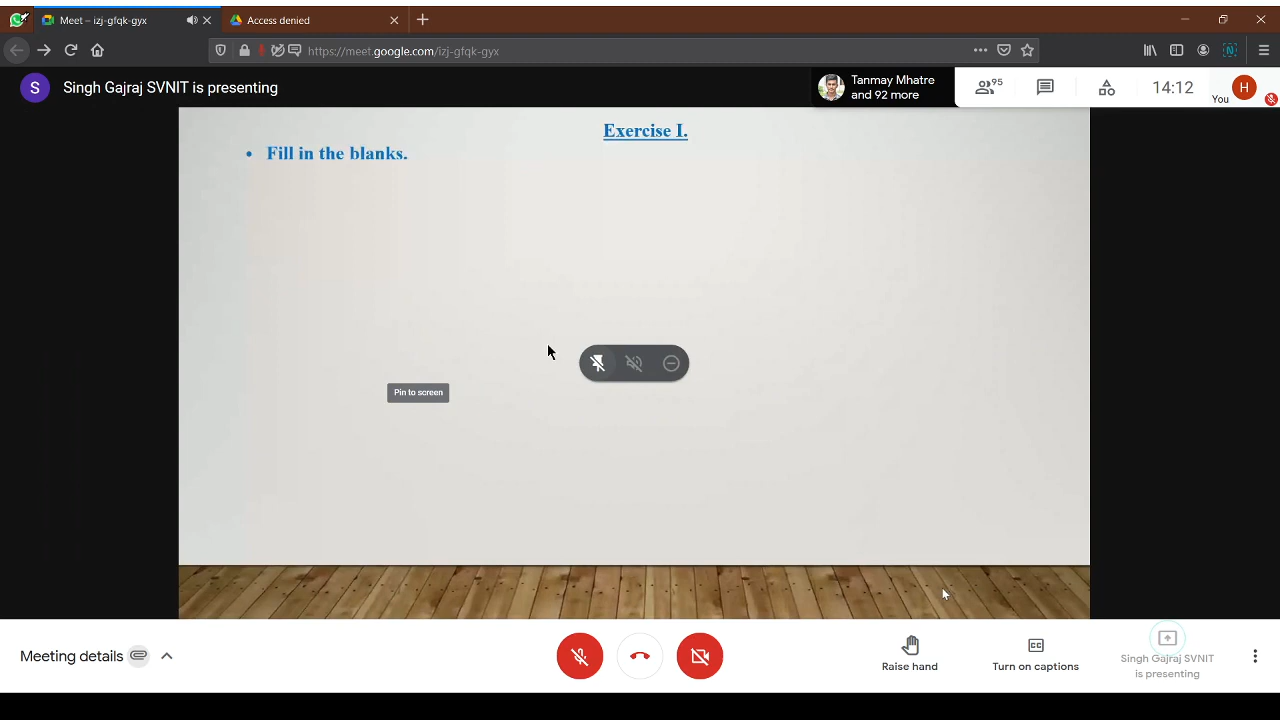 Meet – izj-gfqk-gyx
Access denied
https://meet.google.com/izj-gfqk-gyx
S
Singh Gajraj SVNIT is presenting
Tanmay Mhatre
and 92 more
95
14:12
You
H
Exercise I.
• Fill in the blanks.
Pin to screen
Meeting details
Raise hand
CC
Turn on captions
Singh Gajraj SVNIT
is presenting